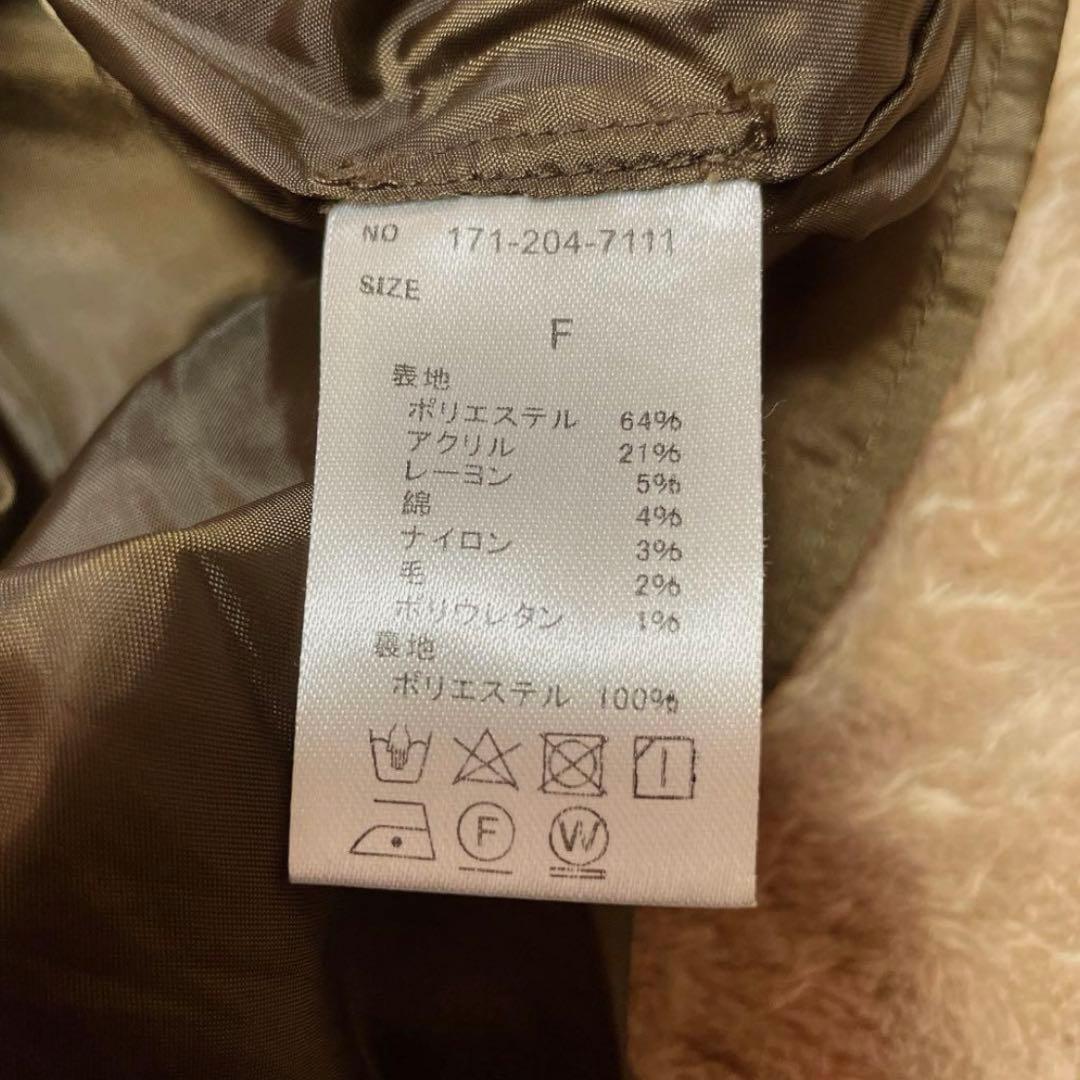 NO 171-204-7111
SIZE
F
表地
ポリエステル 64%
アクリル 21%
レーヨン 5%
綿 4%
ナイロン 3%
毛 2%
ポリウレタン 1%
裏地
ポリエステル 100%
F
W